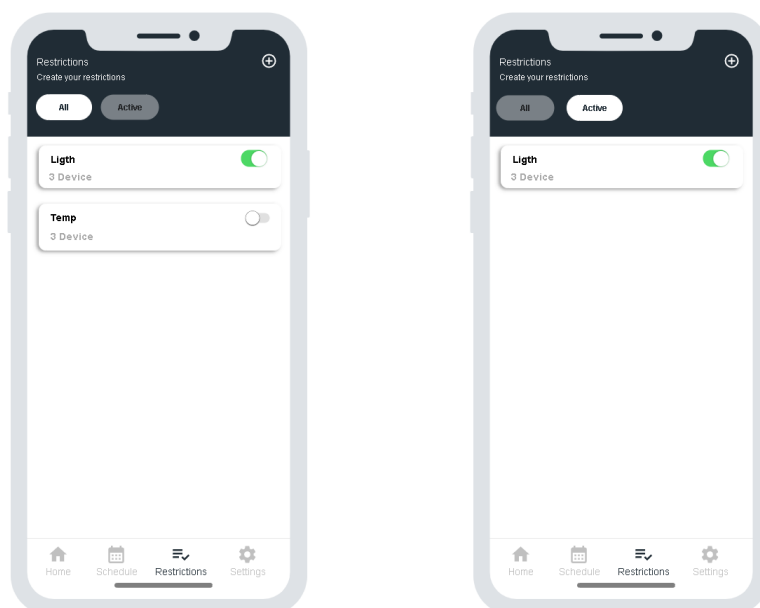 Restrictions
Create your restrictions
All Active
Ligth
3 Device
Temp
3 Device
Home Schedule Restrictions Settings
Restrictions
Create your restrictions
All Active
Ligth
3 Device
Home Schedule Restrictions Settings